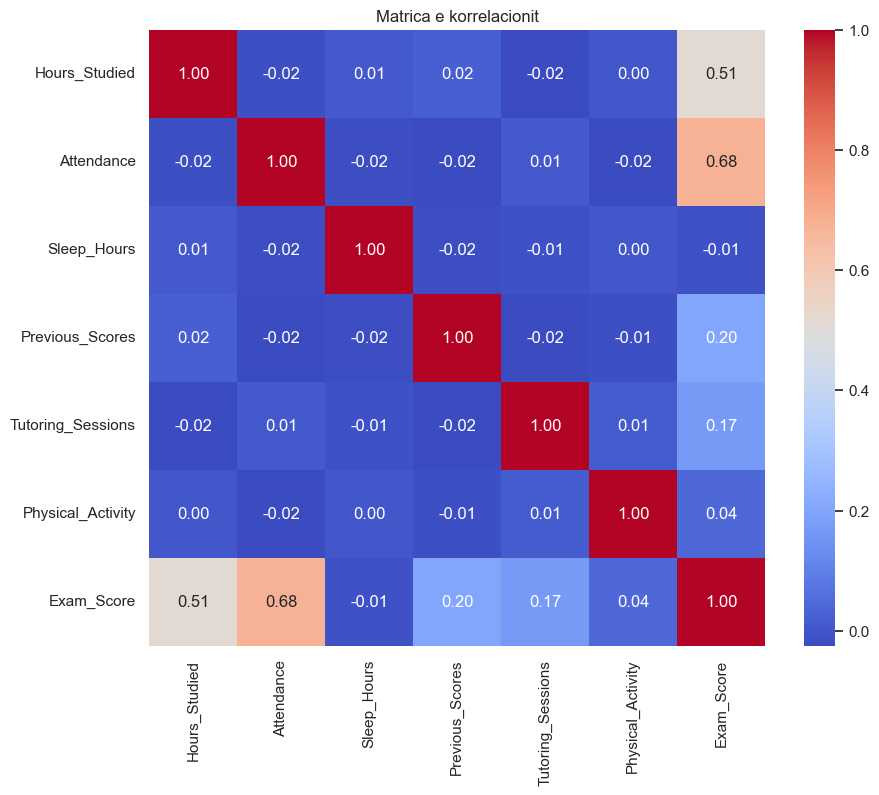 Matrica e korrelacionit
Hours_Studied 1.00 -0.02 0.01 0.02 -0.02 0.00 0.51
Attendance -0.02 1.00 -0.02 -0.02 0.01 -0.02 0.68
Sleep_Hours 0.01 -0.02 1.00 -0.02 -0.01 0.00 -0.01
Previous_Scores 0.02 -0.02 -0.02 1.00 -0.02 -0.01 0.20
Tutoring_Sessions -0.02 0.01 -0.01 -0.02 1.00 0.01 0.17
Physical_Activity 0.00 -0.02 0.00 -0.01 0.01 1.00 0.04
Exam_Score 0.51 0.68 -0.01 0.20 0.17 0.04 1.00
Hours_Studied
Attendance
Sleep_Hours
Previous_Scores
Tutoring_Sessions
Physical_Activity
Exam_Score
1.0
0.8
0.6
0.4
0.2
0.0